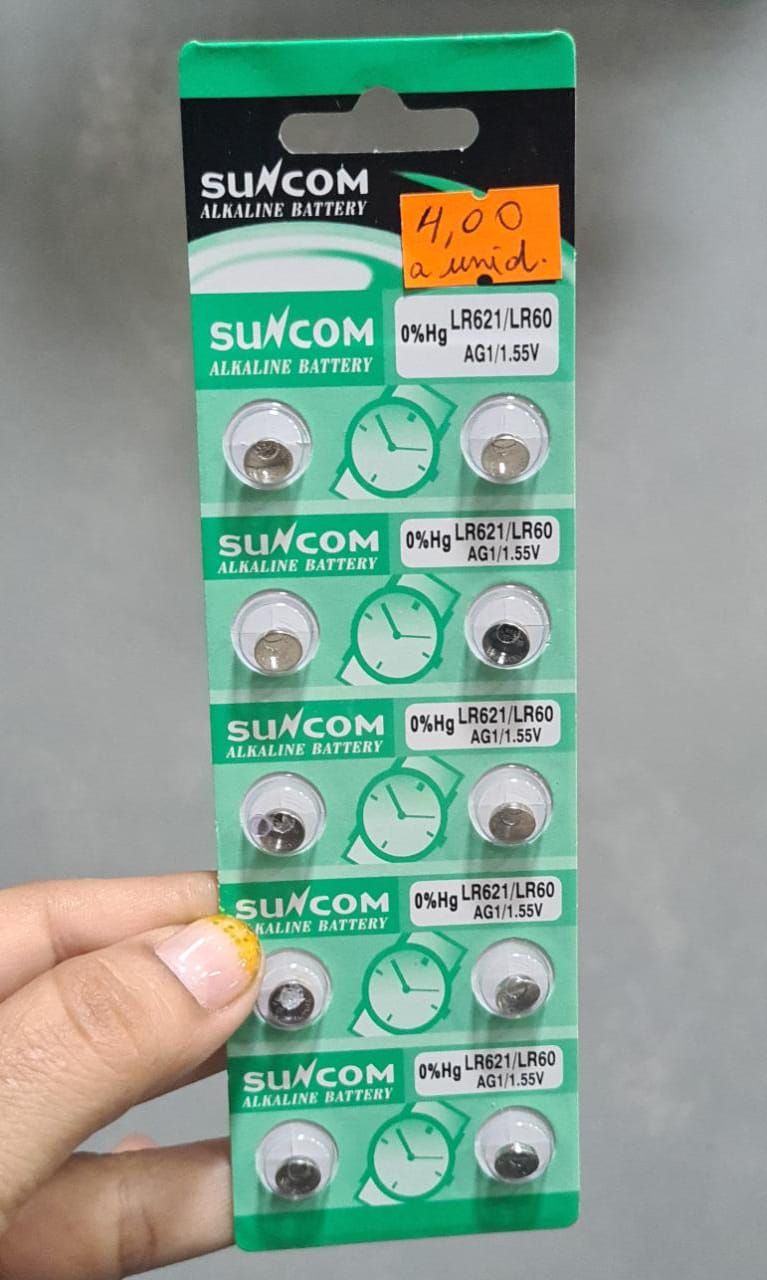 SUNCOM
ALKALINE BATTERY
4,00
a unid.
SUNCOM
ALKALINE BATTERY
0%Hg LR621/LR60
AG1/1.55V
SUNCOM
ALKALINE BATTERY
0%Hg LR621/LR60
AG1/1.55V
SUNCOM
ALKALINE BATTERY
0%Hg LR621/LR60
AG1/1.55V
SUNCOM
KALINE BATTERY
0%Hg LR621/LR60
AG1/1.55V
SUNCOM
ALKALINE BATTERY
0%Hg LR621/LR60
AG1/1.55V